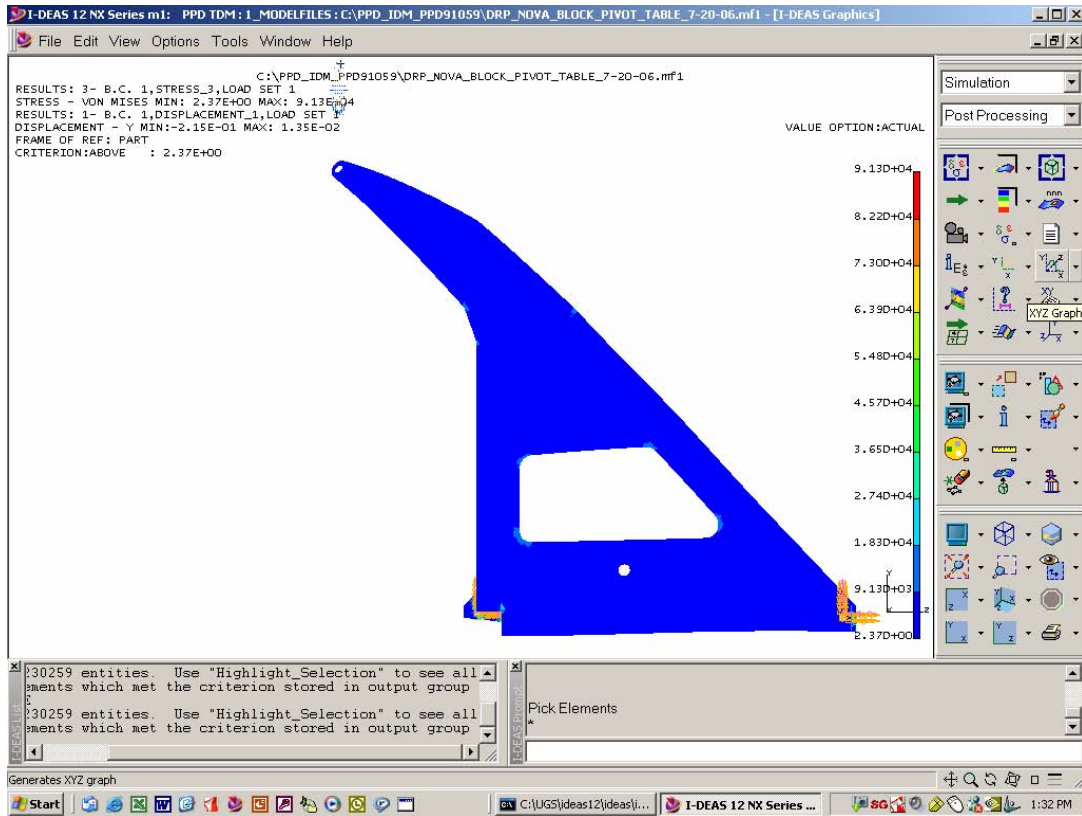 I-DEAS 12 NX Series m1: PPD TDM : 1_MODELFILES : C:\PPD_IDM_PPD91059\DRP_NOVA_BLOCK_PIVOT_TABLE_7-20-06.mf1 - [I-DEAS Graphics]
File Edit View Options Tools Window Help
C:\PPD_IDM_PPD91059\DRP_NOVA_BLOCK_PIVOT_TABLE_7-20-06.mf1
RESULTS: 3- B.C. 1,STRESS_3,LOAD SET 1
STRESS - VON MISES MIN: 2.37E+00 MAX: 9.13E+04
RESULTS: 1- B.C. 1,DISPLACEMENT_1,LOAD SET 1
DISPLACEMENT - Y MIN:-2.15E-01 MAX: 1.35E-02
FRAME OF REF: PART
CRITERION:ABOVE : 2.37E+00
VALUE OPTION:ACTUAL
9.13D+04
8.22D+04
7.30D+04
6.39D+04
5.48D+04
4.57D+04
3.65D+04
2.74D+04
1.83D+04
9.13D+03
2.37D+00
Y
Z
Simulation
Post Processing
XYZ Graph
230259 entities. Use "Highlight_Selection" to see all
ements which met the criterion stored in output group
E
230259 entities. Use "Highlight_Selection" to see all
ements which met the criterion stored in output group
I-DEAS List
I-DEAS Prompt
Pick Elements
*
Generates XYZ graph
Start
C:\UGS\ideas12\ideas\i...
I-DEAS 12 NX Series ...
SG
1:32 PM